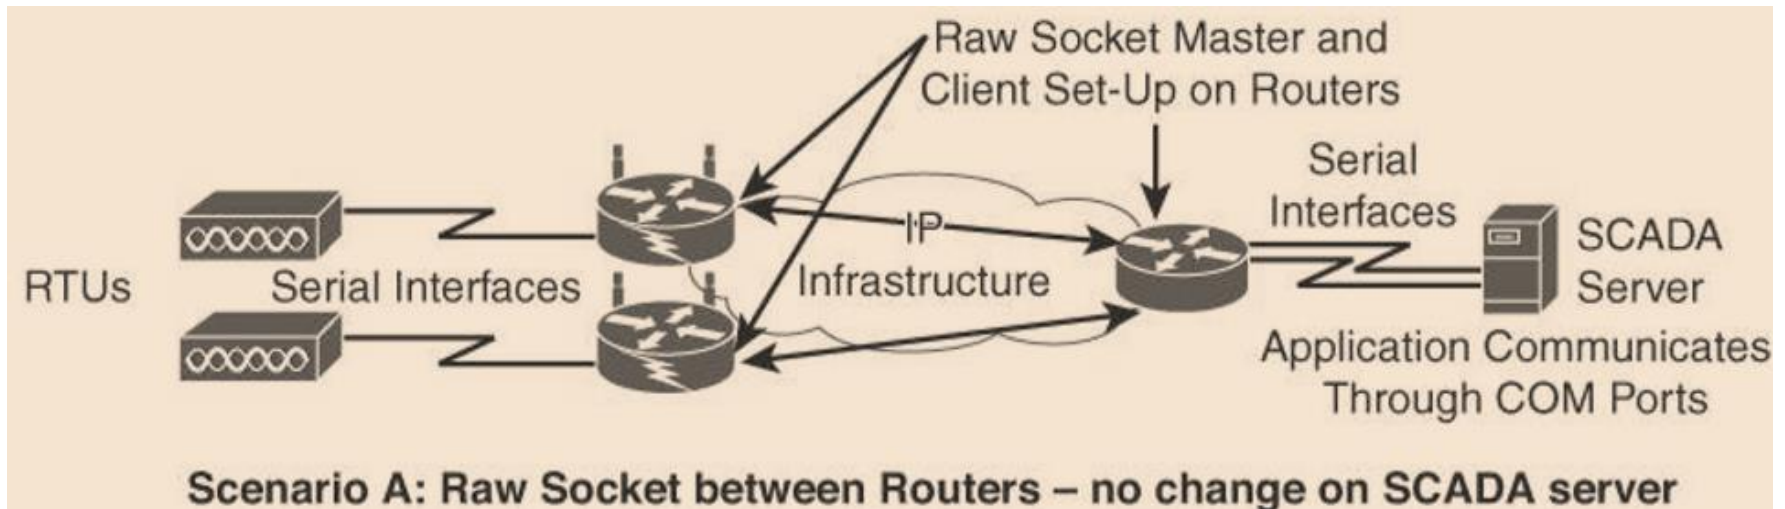 Raw Socket Master and
Client Set-Up on Routers
Serial
Interfaces
IP
Infrastructure
RTUs
Serial Interfaces
SCADA
Server
Application Communicates
Through COM Ports
Scenario A: Raw Socket between Routers – no change on SCADA server